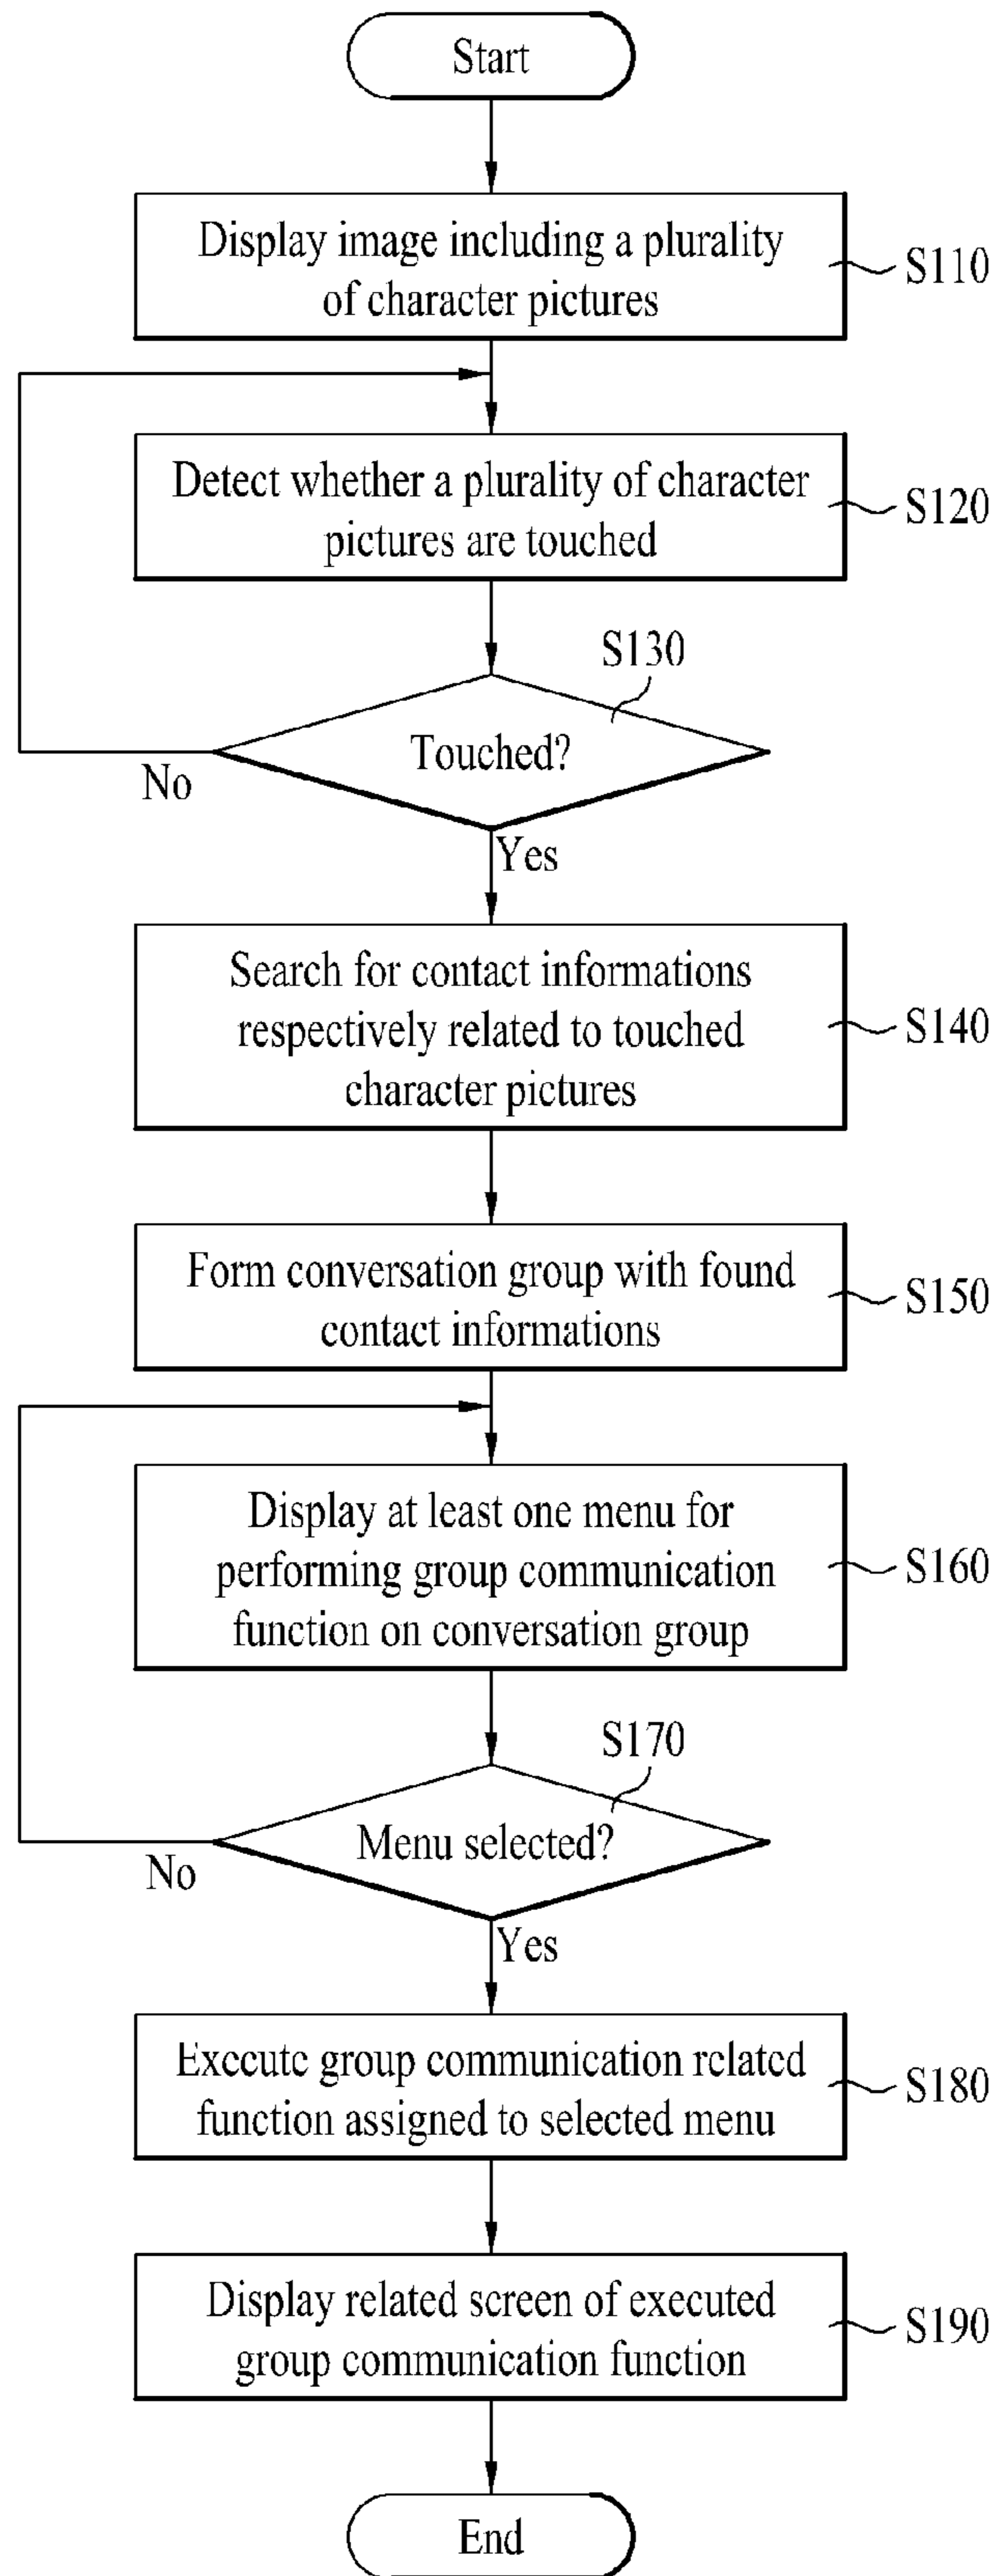 Start
Display image including a plurality
of character pictures
S110
Detect whether a plurality of character
pictures are touched
S120
S130
Touched?
No
Yes
Search for contact informations
respectively related to touched
character pictures
S140
Form conversation group with found
contact informations
S150
Display at least one menu for
performing group communication
function on conversation group
S160
S170
Menu selected?
No
Yes
Execute group communication related
function assigned to selected menu
S180
Display related screen of executed
group communication function
S190
End